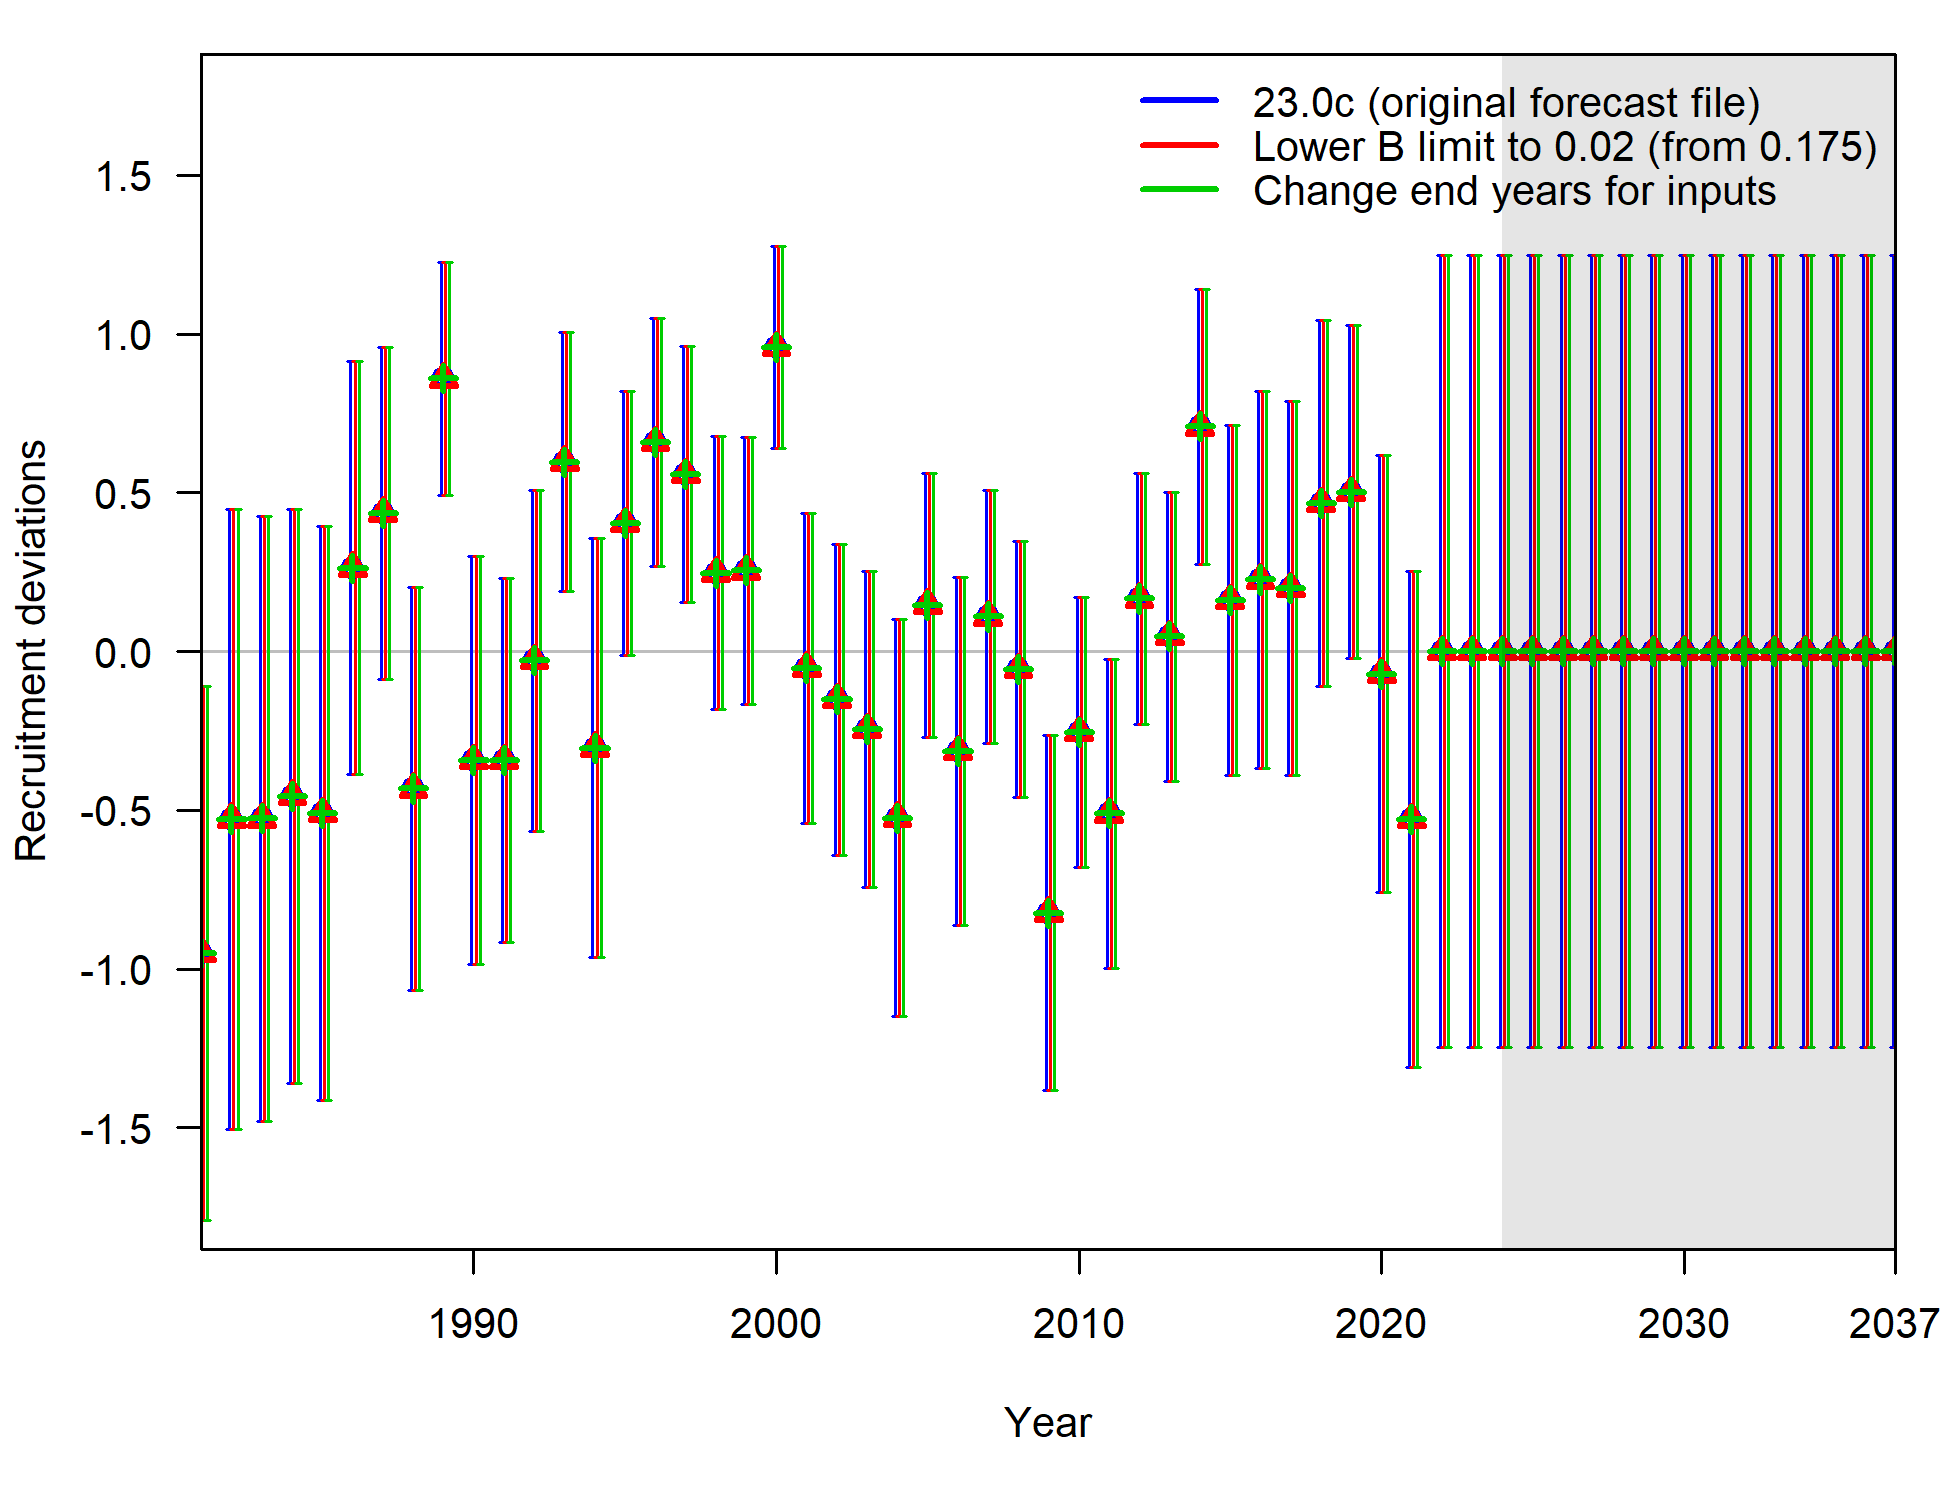 23.0c (original forecast file)
Lower B limit to 0.02 (from 0.175)
Change end years for inputs
1.5
1.0
0.5
0.0
-0.5
-1.0
-1.5
Recruitment deviations
1990 2000 2010 2020 2030 2037
Year